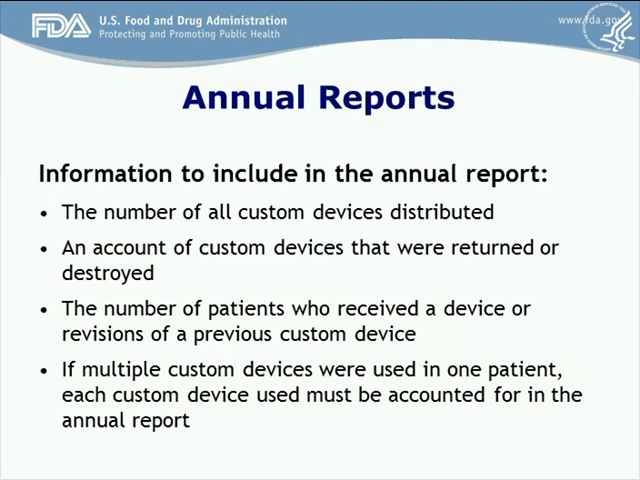 FDA
U.S. Food and Drug Administration
Protecting and Promoting Public Health
www.fda.gov
Annual Reports
Information to include in the annual report:
• The number of all custom devices distributed
• An account of custom devices that were returned or
destroyed
• The number of patients who received a device or
revisions of a previous custom device
• If multiple custom devices were used in one patient,
each custom device used must be accounted for in the
annual report